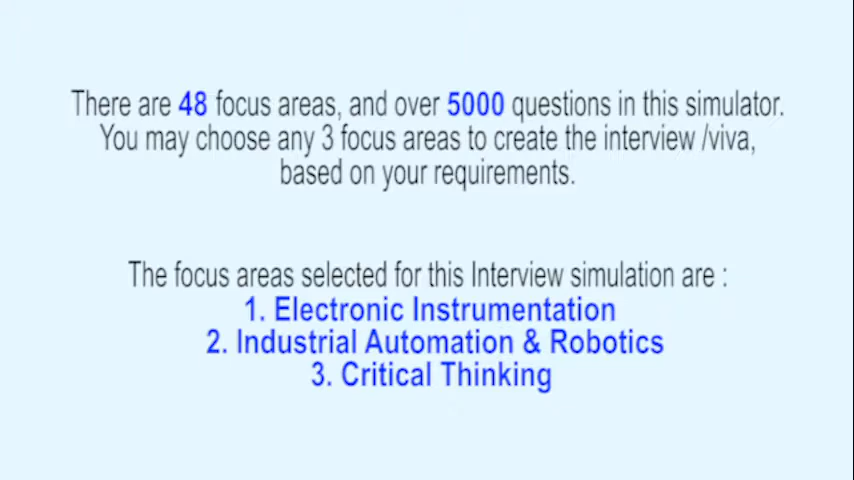 There are 48 focus areas, and over 5000 questions in this simulator.
You may choose any 3 focus areas to create the interview /viva,
based on your requirements.
The focus areas selected for this Interview simulation are :
1. Electronic Instrumentation
2. Industrial Automation & Robotics
3. Critical Thinking